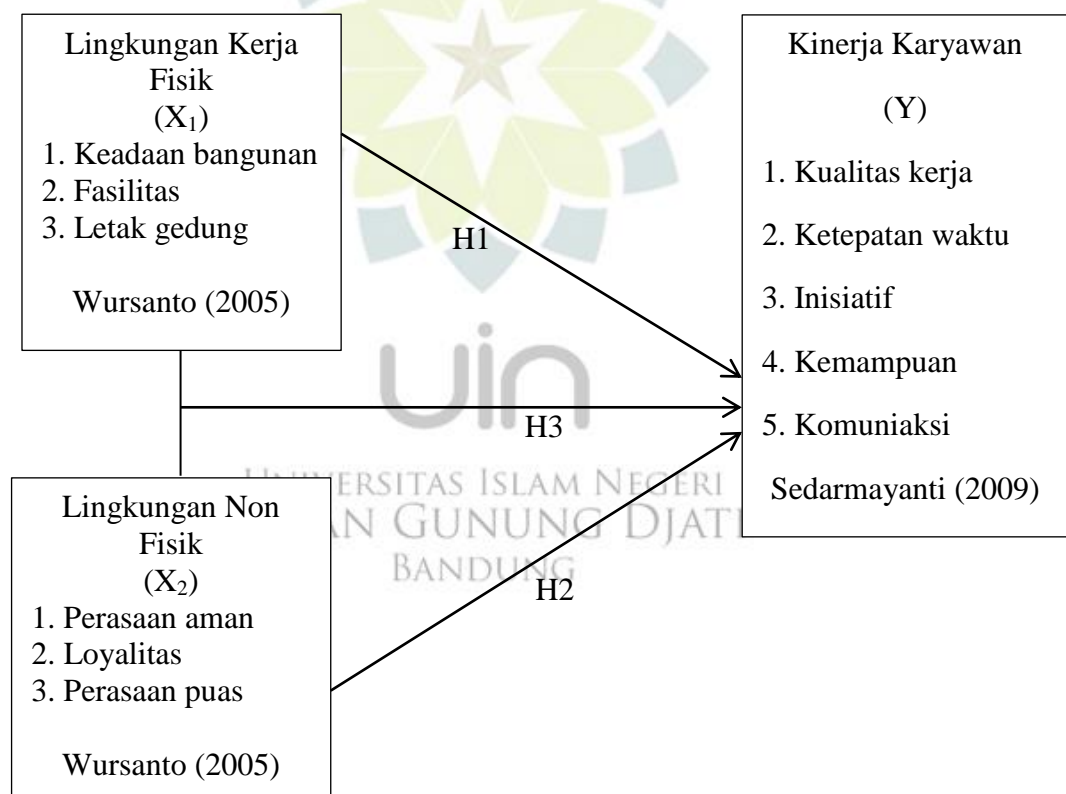 Lingkungan Kerja
Fisik
(X₁)
1. Keadaan bangunan
2. Fasilitas
3. Letak gedung
Wursanto (2005)
Kinerja Karyawan
(Y)
1. Kualitas kerja
2. Ketepatan waktu
3. Inisiatif
4. Kemampuan
5. Komuniaksi
Sedarmayanti (2009)
H1
H3
H2
Lingkungan Non
Fisik
(X₂)
1. Perasaan aman
2. Loyalitas
3. Perasaan puas
Wursanto (2005)
uin
ISLAM NEGERI
GUNUNG DJATI
BANDUNG